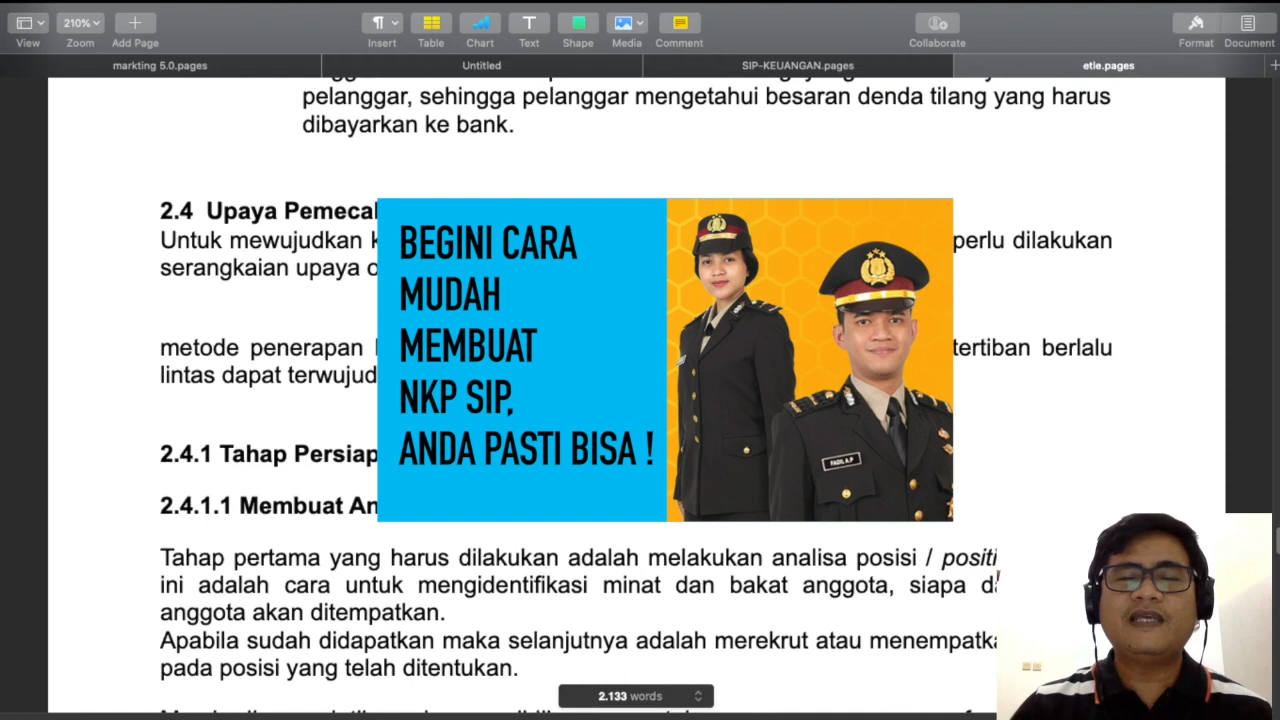 210%
View
Zoom
Add Page
Insert
Table
Chart
Text
Shape
Media
Comment
Collaborate
Format
Document
markting 5.0.pages
Untitled
SIP-KEUANGAN.pages
etle.pages
pelanggar, sehingga pelanggar mengetahui besaran denda tilang yang harus
dibayarkan ke bank.
2.4 Upaya
Untuk mewujudkan
perlu dilakukan
serangkaian upaya
metode penerapan
tertiban berlalu
lintas dapat terwujud
BEGINI CARA
MUDAH
MEMBUAT
NKP SIP,
ANDA PASTI BISA !
FADIL A.P
2.4.1 Tahap
2.4.1.1 Membuat
Tahap pertama yang harus dilakukan adalah melakukan analisa posisi /
ini adalah cara untuk mengidentifikasi minat dan bakat anggota, siapa
anggota akan ditempatkan.
Apabila sudah didapatkan maka selanjutnya adalah merekrut atau
pada posisi yang telah ditentukan.
2.133 words